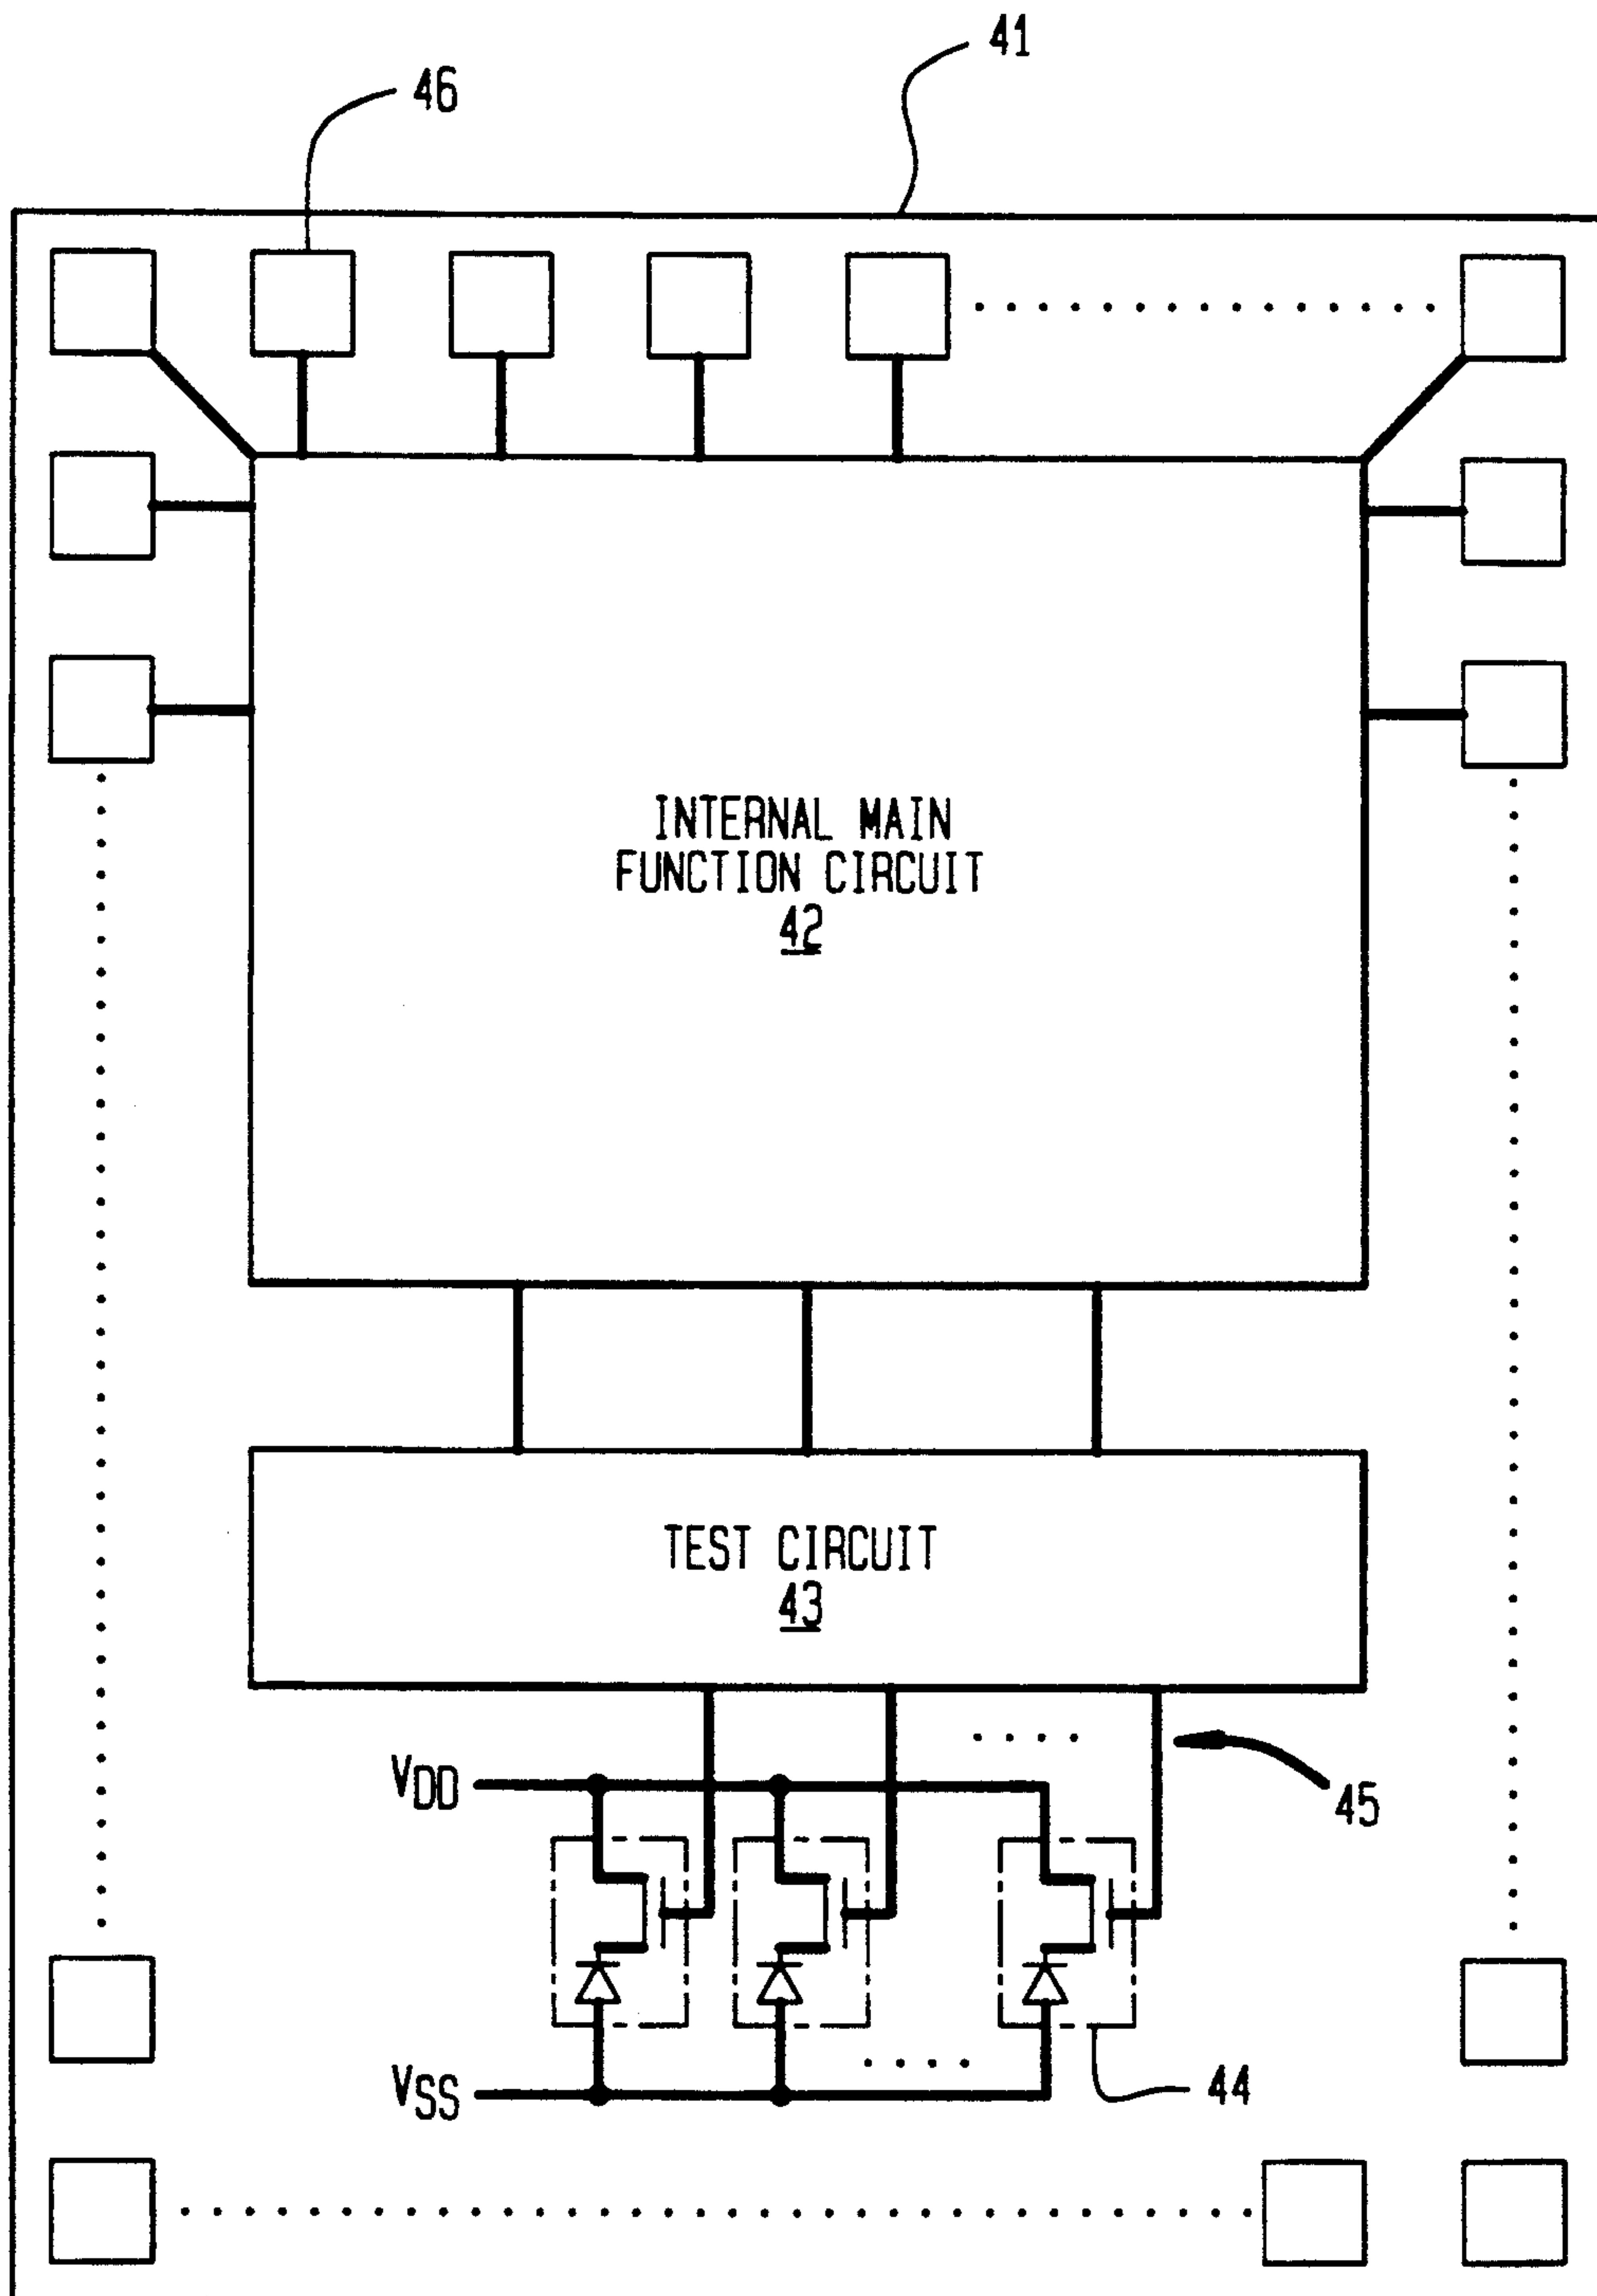 41
46
INTERNAL MAIN
FUNCTION CIRCUIT
42
TEST CIRCUIT
43
VDD
45
VSS
44